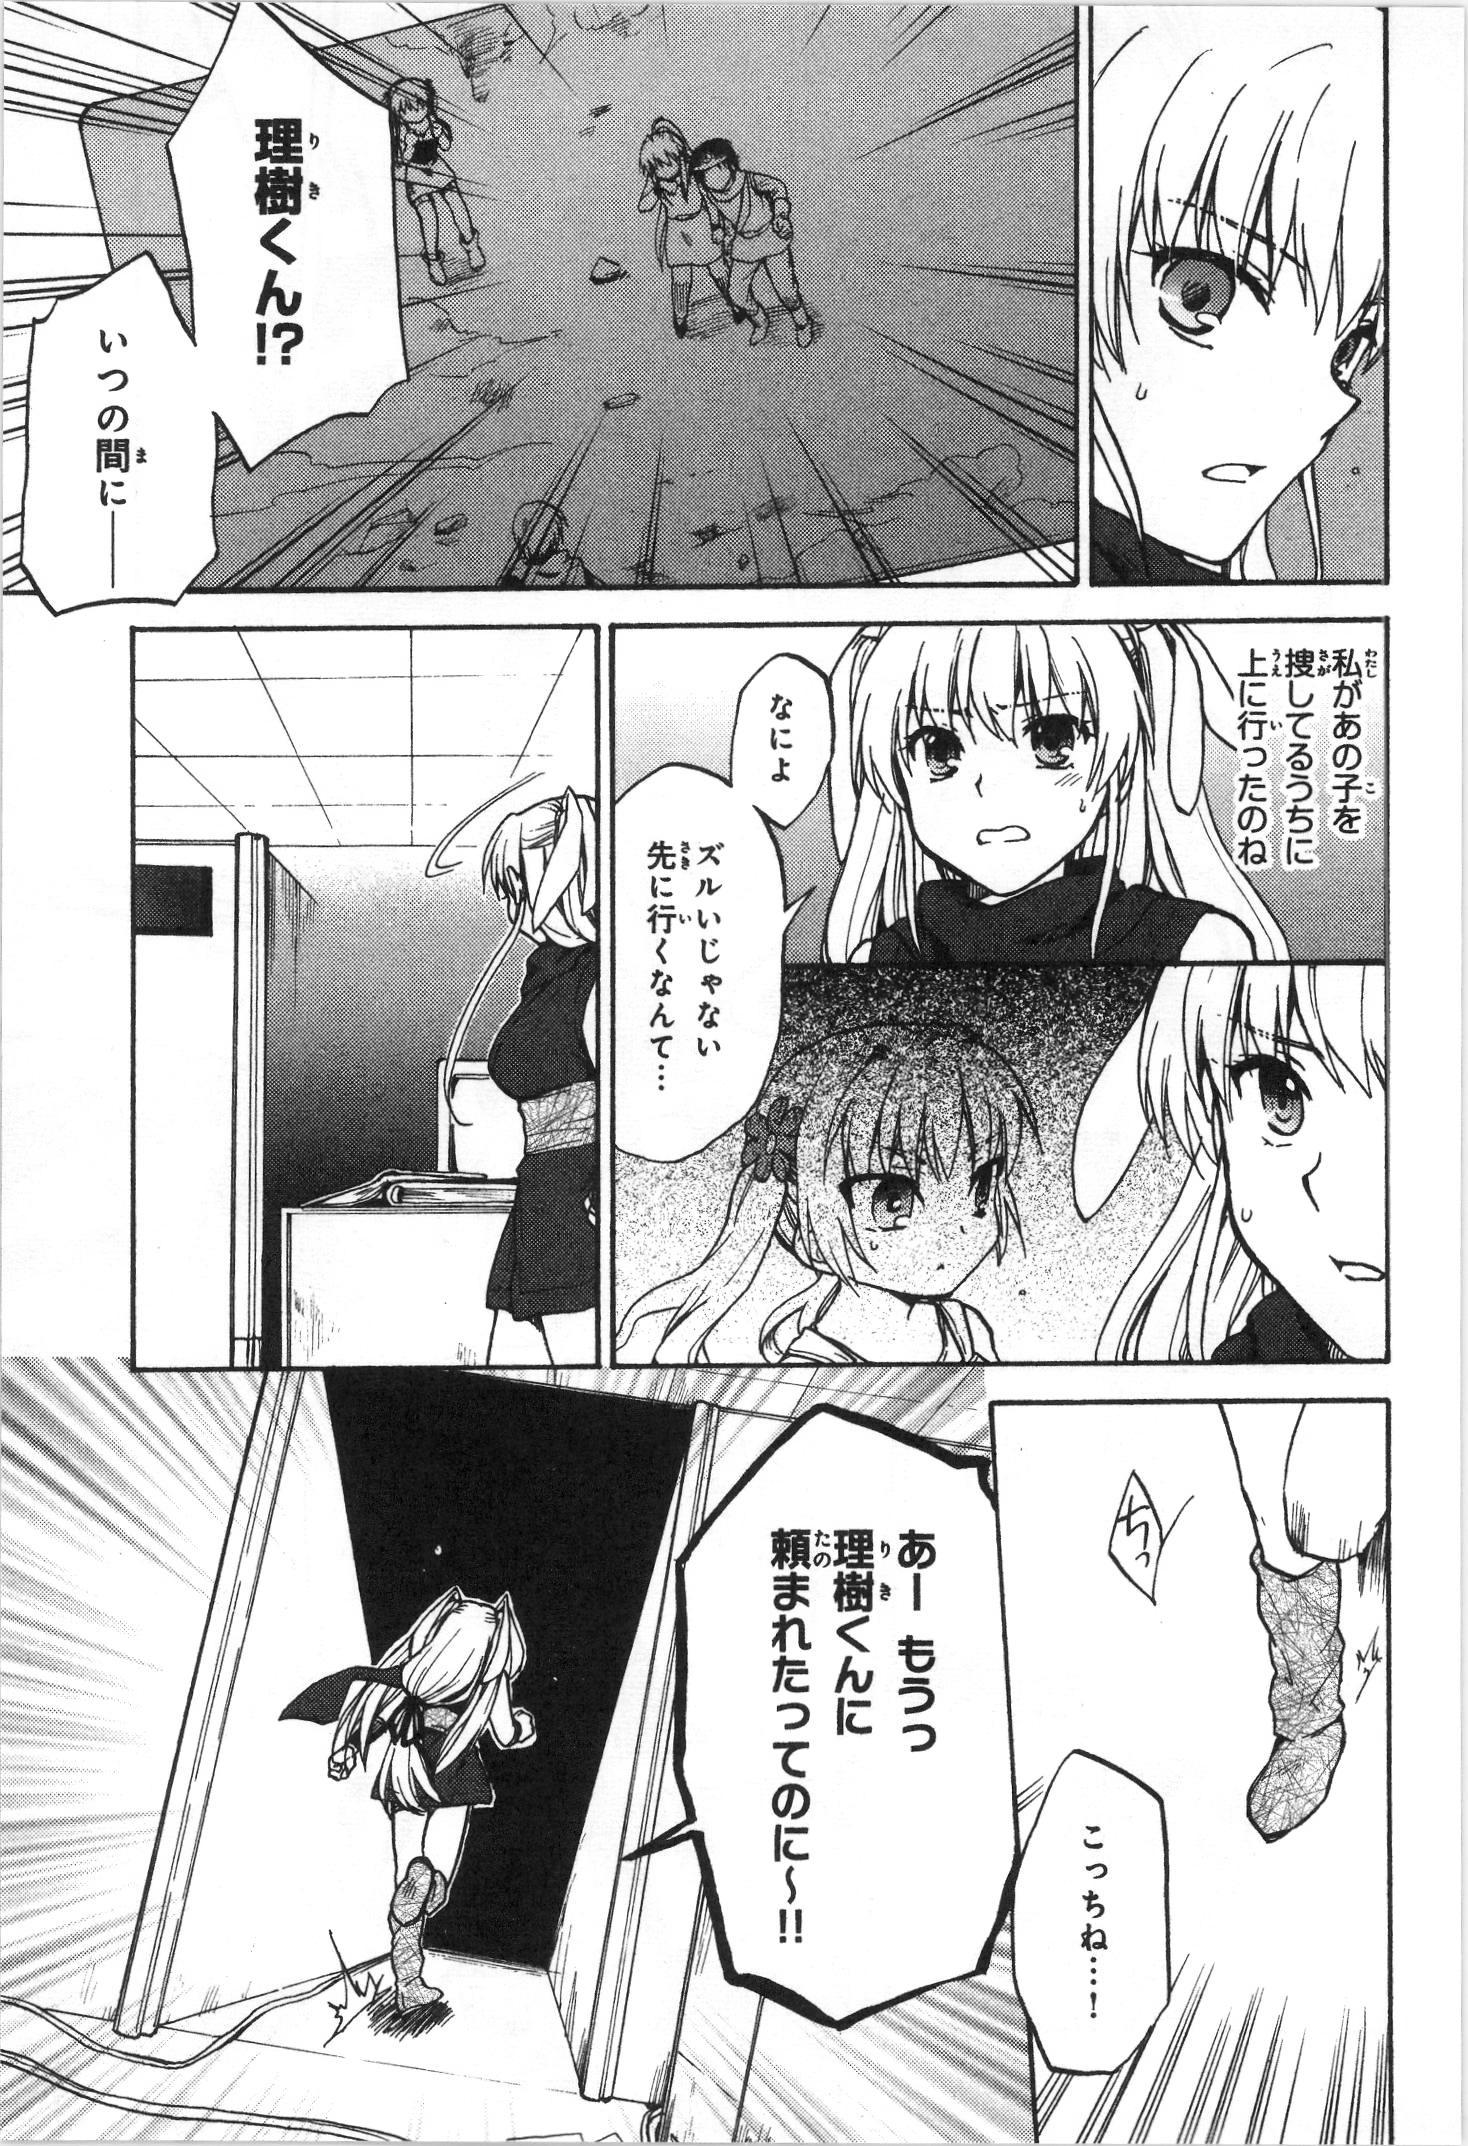 理樹くん!?
いつの間に――
私があの子を
捜してるうちに
上に行ったのね
なによ
ズルいじゃない
先に行くなんて…
ちっ
こっちね…!
あー もうっ
理樹くんに
頼まれたってのに〜!!